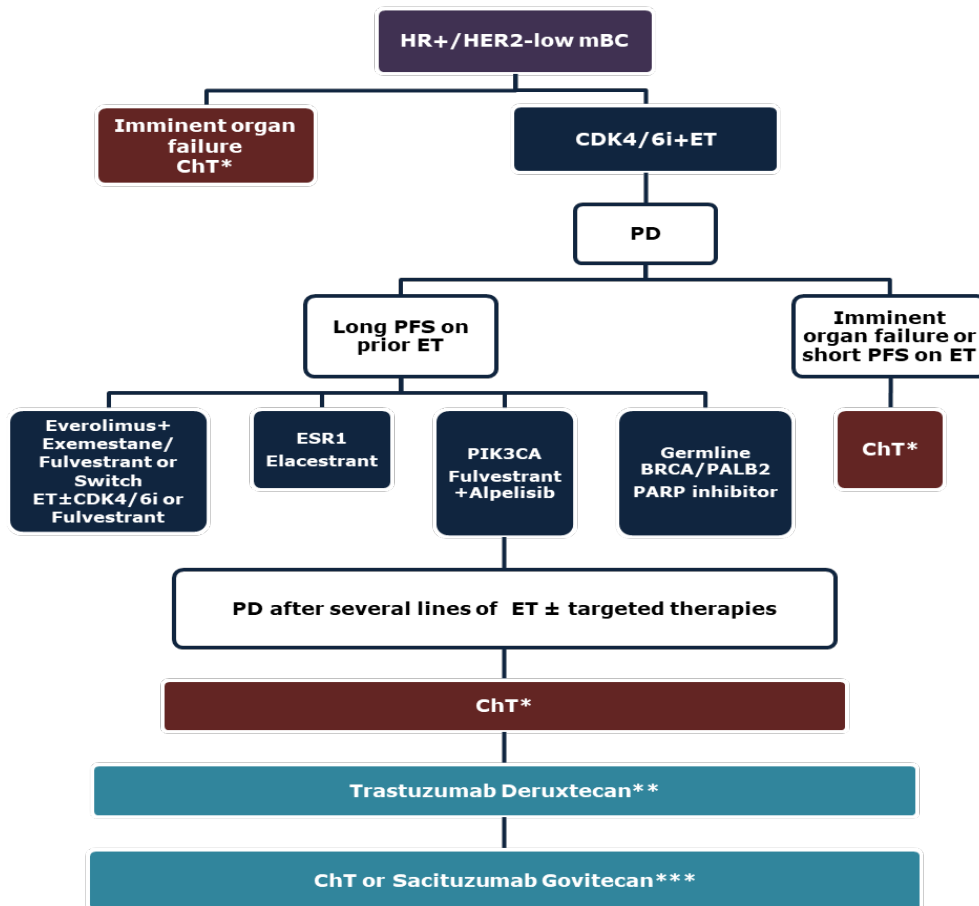 HR+/HER2-low mBC
Imminent organ
failure
ChT*
CDK4/6i+ET
PD
Long PFS on
prior ET
Imminent
organ failure or
short PFS on ET
Everolimus+
Exemestane/
Fulvestrant or
Switch
ET±CDK4/6i or
Fulvestrant
ESR1
Elacestrant
PIK3CA
Fulvestrant
+Alpelisib
Germline
BRCA/PALB2
PARP inhibitor
ChT*
PD after several lines of ET ± targeted therapies
ChT*
Trastuzumab Deruxtecan**
ChT or Sacituzumab Govitecan***